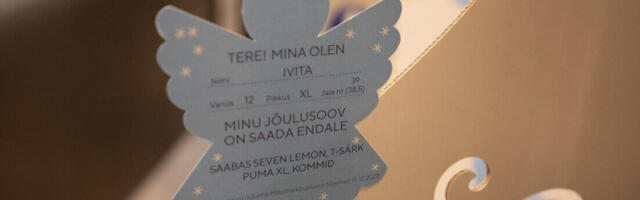 TERE! MINA OLEN
IVITA
Nimi
39
Vanus 12 Pikkus XL Jala nr (38,5)
MINU JÕULUSOOV
ON SAADA ENDALE
SAABAS SEVEN LEMON, T-SÄRK
PUMA XL, KOMMID